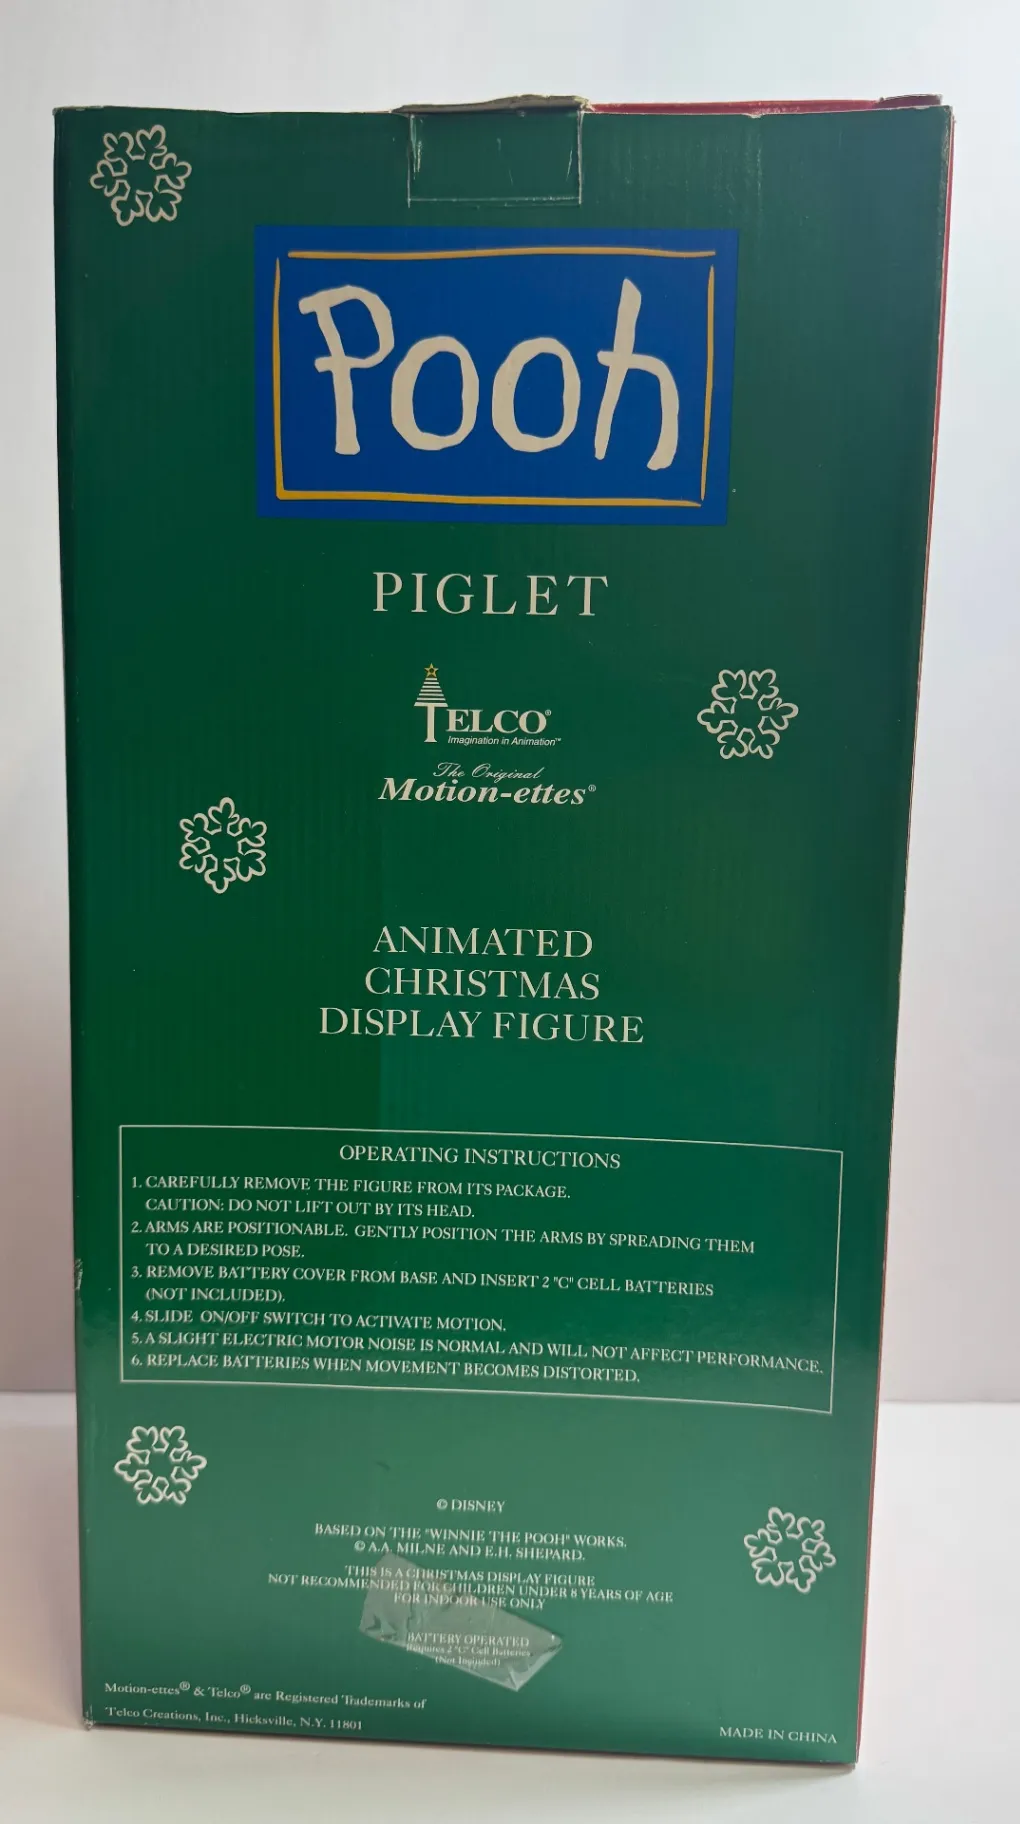 Pooh
PIGLET
TELCO®
Imagination in Animation™
The Original
Motion-ettes®
ANIMATED
CHRISTMAS
DISPLAY FIGURE
OPERATING INSTRUCTIONS
1. CAREFULLY REMOVE THE FIGURE FROM ITS PACKAGE.
CAUTION: DO NOT LIFT OUT BY ITS HEAD.
2. ARMS ARE POSITIONABLE. GENTLY POSITION THE ARMS BY SPREADING THEM
TO A DESIRED POSE.
3. REMOVE BATTERY COVER FROM BASE AND INSERT 2 "C" CELL BATTERIES
(NOT INCLUDED).
4. SLIDE ON/OFF SWITCH TO ACTIVATE MOTION.
5. A SLIGHT ELECTRIC MOTOR NOISE IS NORMAL AND WILL NOT AFFECT PERFORMANCE.
6. REPLACE BATTERIES WHEN MOVEMENT BECOMES DISTORTED.
© DISNEY
BASED ON THE "WINNIE THE POOH" WORKS.
© A.A. MILNE AND E.H. SHEPARD.
THIS IS A CHRISTMAS DISPLAY FIGURE
NOT RECOMMENDED FOR CHILDREN UNDER 8 YEARS OF AGE
FOR INDOOR USE ONLY
BATTERY OPERATED
Requires 2 "C" Cell Batteries
(Not Included)
Motion-ettes® & Telco® are Registered Trademarks of
Telco Creations, Inc., Hicksville, N.Y. 11801
MADE IN CHINA